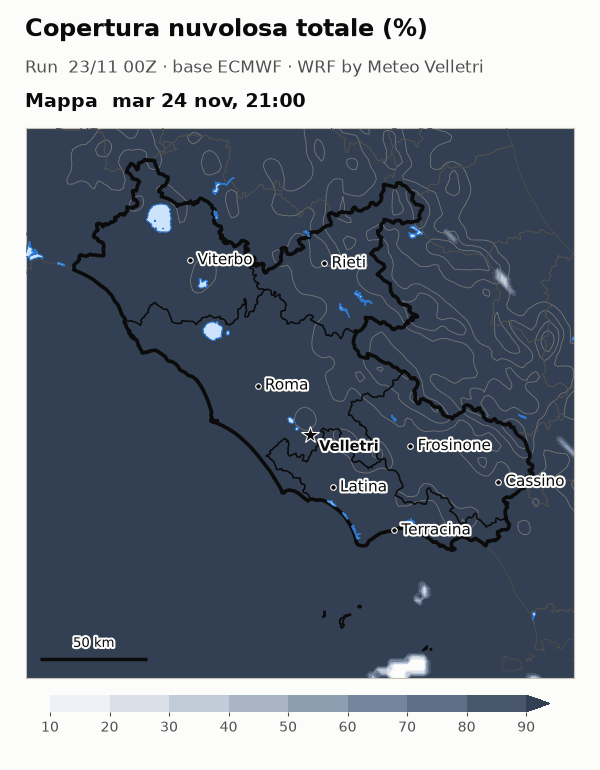 Copertura nuvolosa totale (%)
Run 23/11 00Z · base ECMWF · WRF by Meteo Velletri
Mappa mar 24 nov, 21:00
Viterbo
Rieti
Roma
Velletri
Frosinone
Cassino
Latina
Terracina
50 km
10 20 30 40 50 60 70 80 90